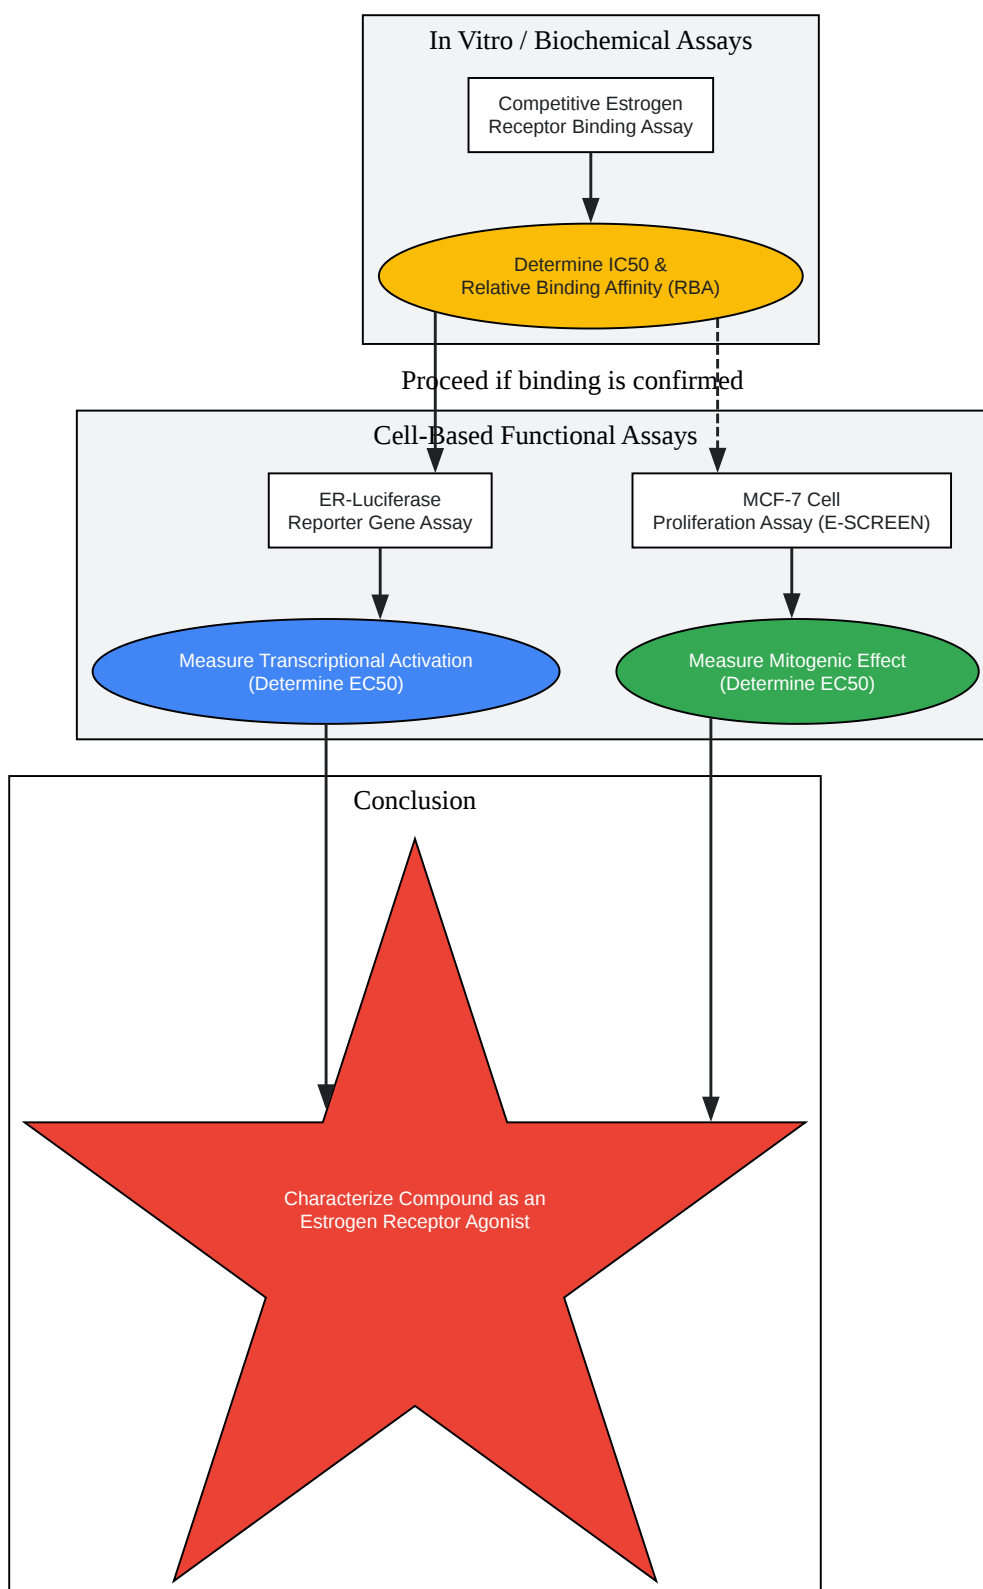 In Vitro / Biochemical Assays
Competitive Estrogen
Receptor Binding Assay
Determine IC50 &
Relative Binding Affinity (RBA)
Proceed if binding is confirmed
Cell-Based Functional Assays
ER-Luciferase
Reporter Gene Assay
MCF-7 Cell
Proliferation Assay (E-SCREEN)
Measure Transcriptional Activation
(Determine EC50)
Measure Mitogenic Effect
(Determine EC50)
Conclusion
Characterize Compound as an
Estrogen Receptor Agonist